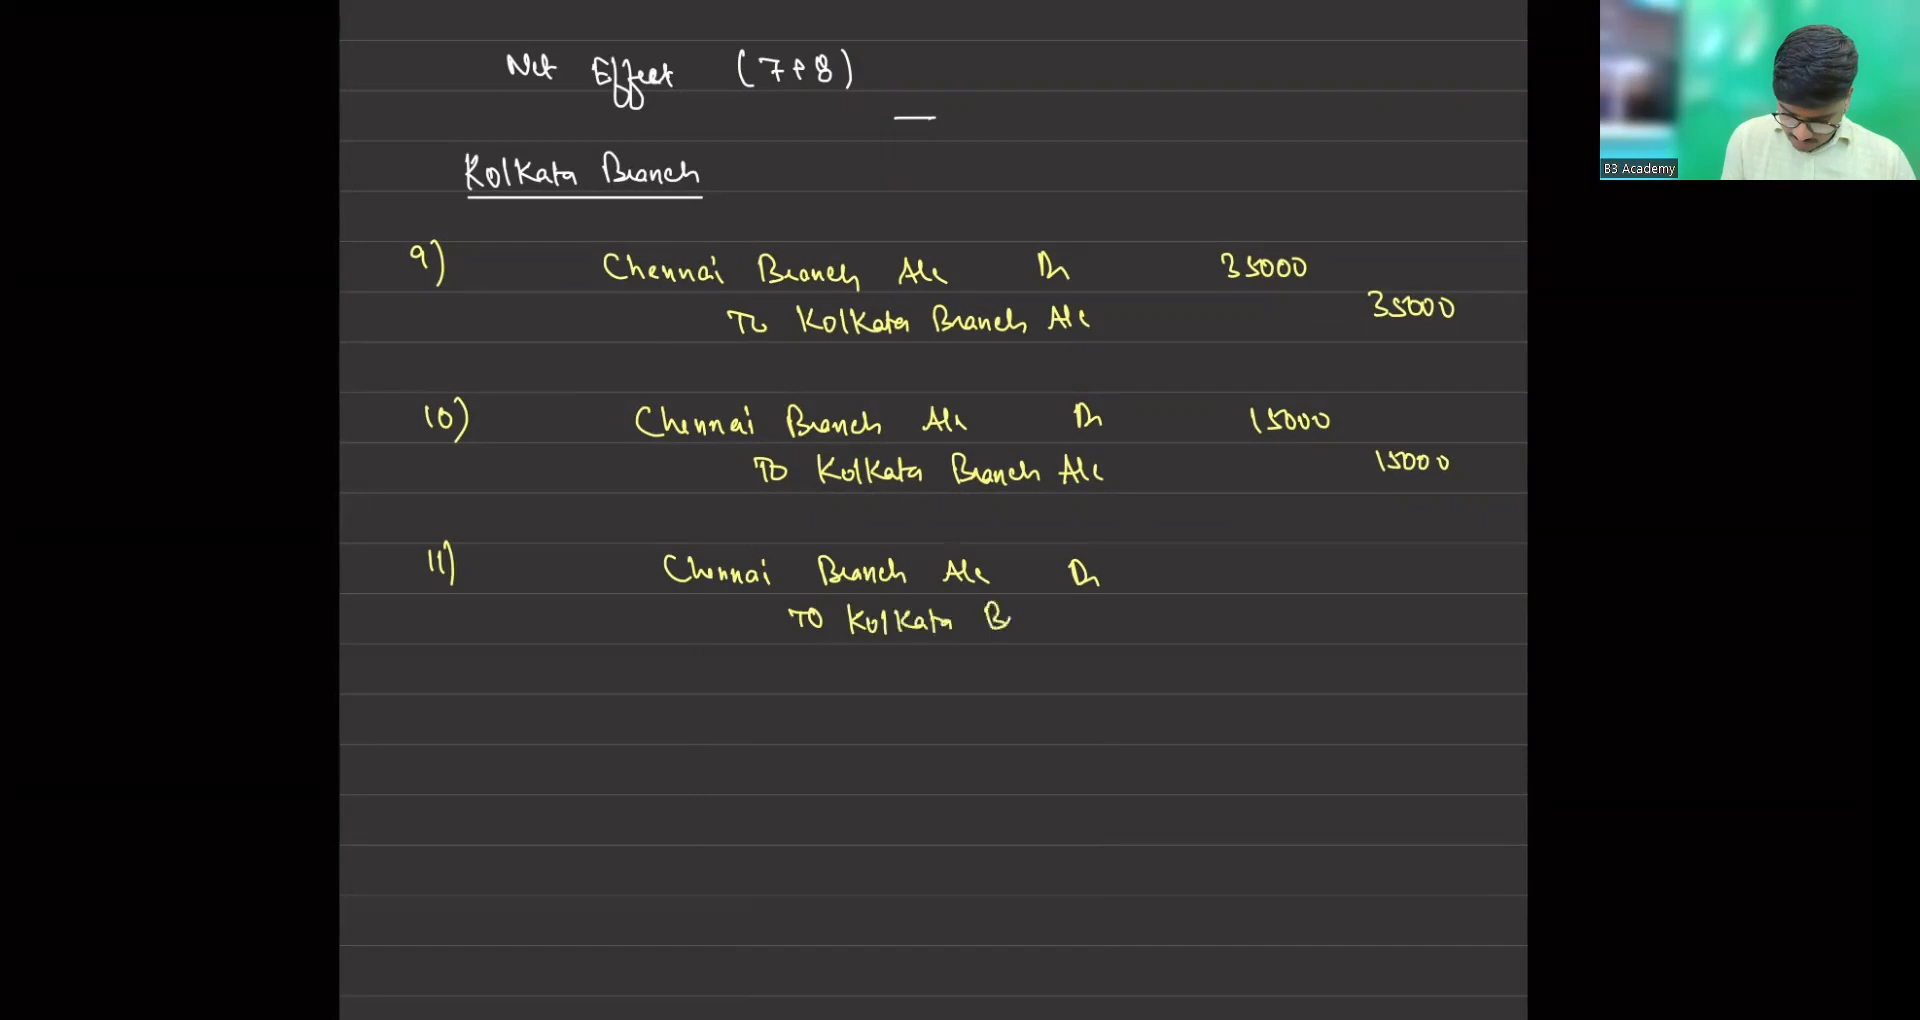 Net Effect (7 & 8)
Kolkata Branch
9) Chennai Branch A/c Dr 35000
To Kolkata Branch A/c 35000
10) Chennai Branch A/c Dr 15000
To Kolkata Branch A/c 15000
11) Chennai Branch A/c Dr
To Kolkata B
B3 Academy